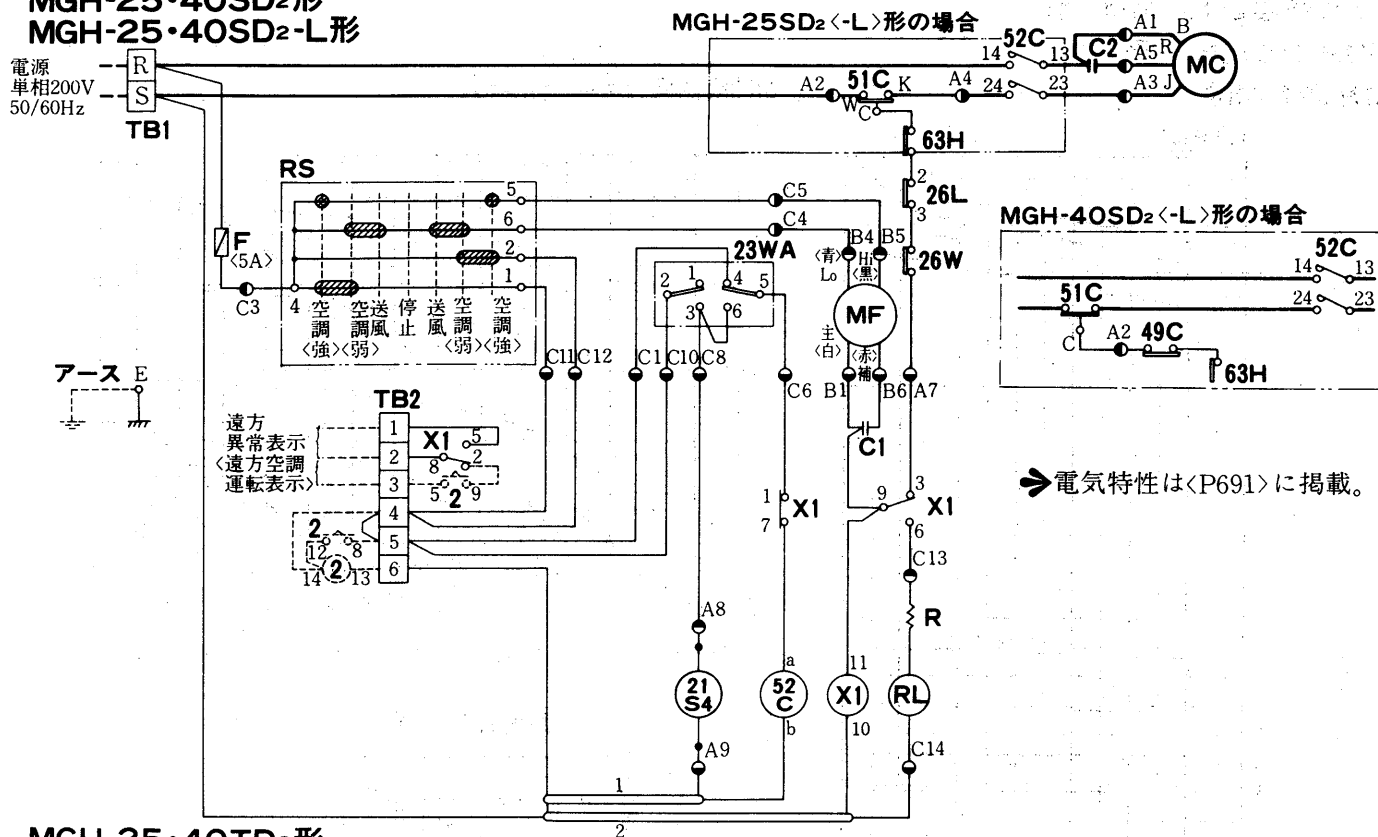 MGH-25・40SD₂形
MGH-25・40SD₂-L形
MGH-25SD₂<-L>形の場合
電源
単相200V
50/60Hz
R
S
TB1
A2
51C
W
C
K
A4
14
52C
13
24
23
C2
A1
B
A5
R
A3
J
MC
63H
2
26L
3
26W
RS
F
<5A>
C3
4
5
6
2
1
空調<強>
空調<弱>
送風
停止
送風
空調<弱>
空調<強>
C5
C4
23WA
1
2
3
4
5
6
B4
B5
<青>
Lo
Hi
<黒>
MF
主
<白>
<赤>
補
C11
C12
C1
C10
C8
C6
B1
B6
A7
C1
MGH-40SD₂<-L>形の場合
52C
14
13
51C
24
23
C
A2
49C
63H
アース
E
TB2
1
2
3
4
5
6
遠方
異常表示
<遠方空調
運転表示>
X1
5
8
2
5
9
2
2
12
8
14
2
13
1
X1
7
9
3
X1
6
C13
R
➔電気特性は<P691>に掲載。
A8
21
S4
A9
a
52
C
b
11
X1
10
RL
C14
1
2
MGH-25・40TD₂形